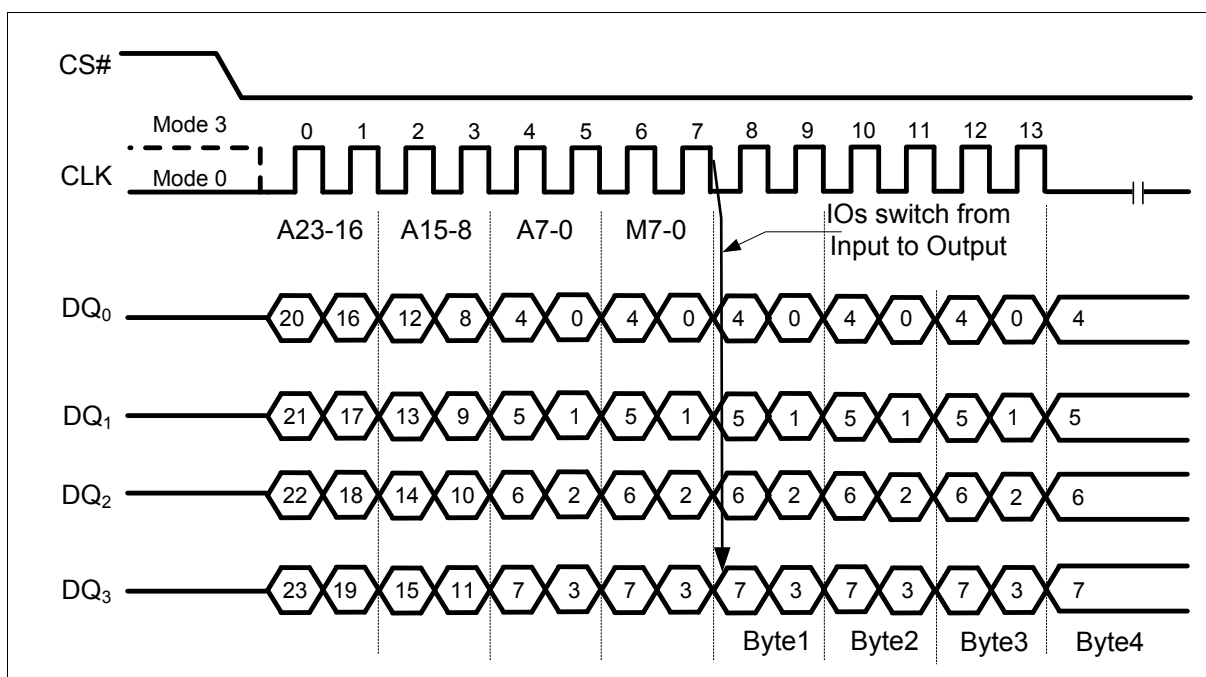 CS#
Mode 3
0 1 2 3 4 5 6 7 8 9 10 11 12 13
CLK
Mode 0
IOs switch from
Input to Output
A23-16 A15-8 A7-0 M7-0
DQ0 20 16 12 8 4 0 4 0 4 0 4 0 4 0 4
DQ1 21 17 13 9 5 1 5 1 5 1 5 1 5 1 5
DQ2 22 18 14 10 6 2 6 2 6 2 6 2 6 2 6
DQ3 23 19 15 11 7 3 7 3 7 3 7 3 7 3 7
Byte1 Byte2 Byte3 Byte4